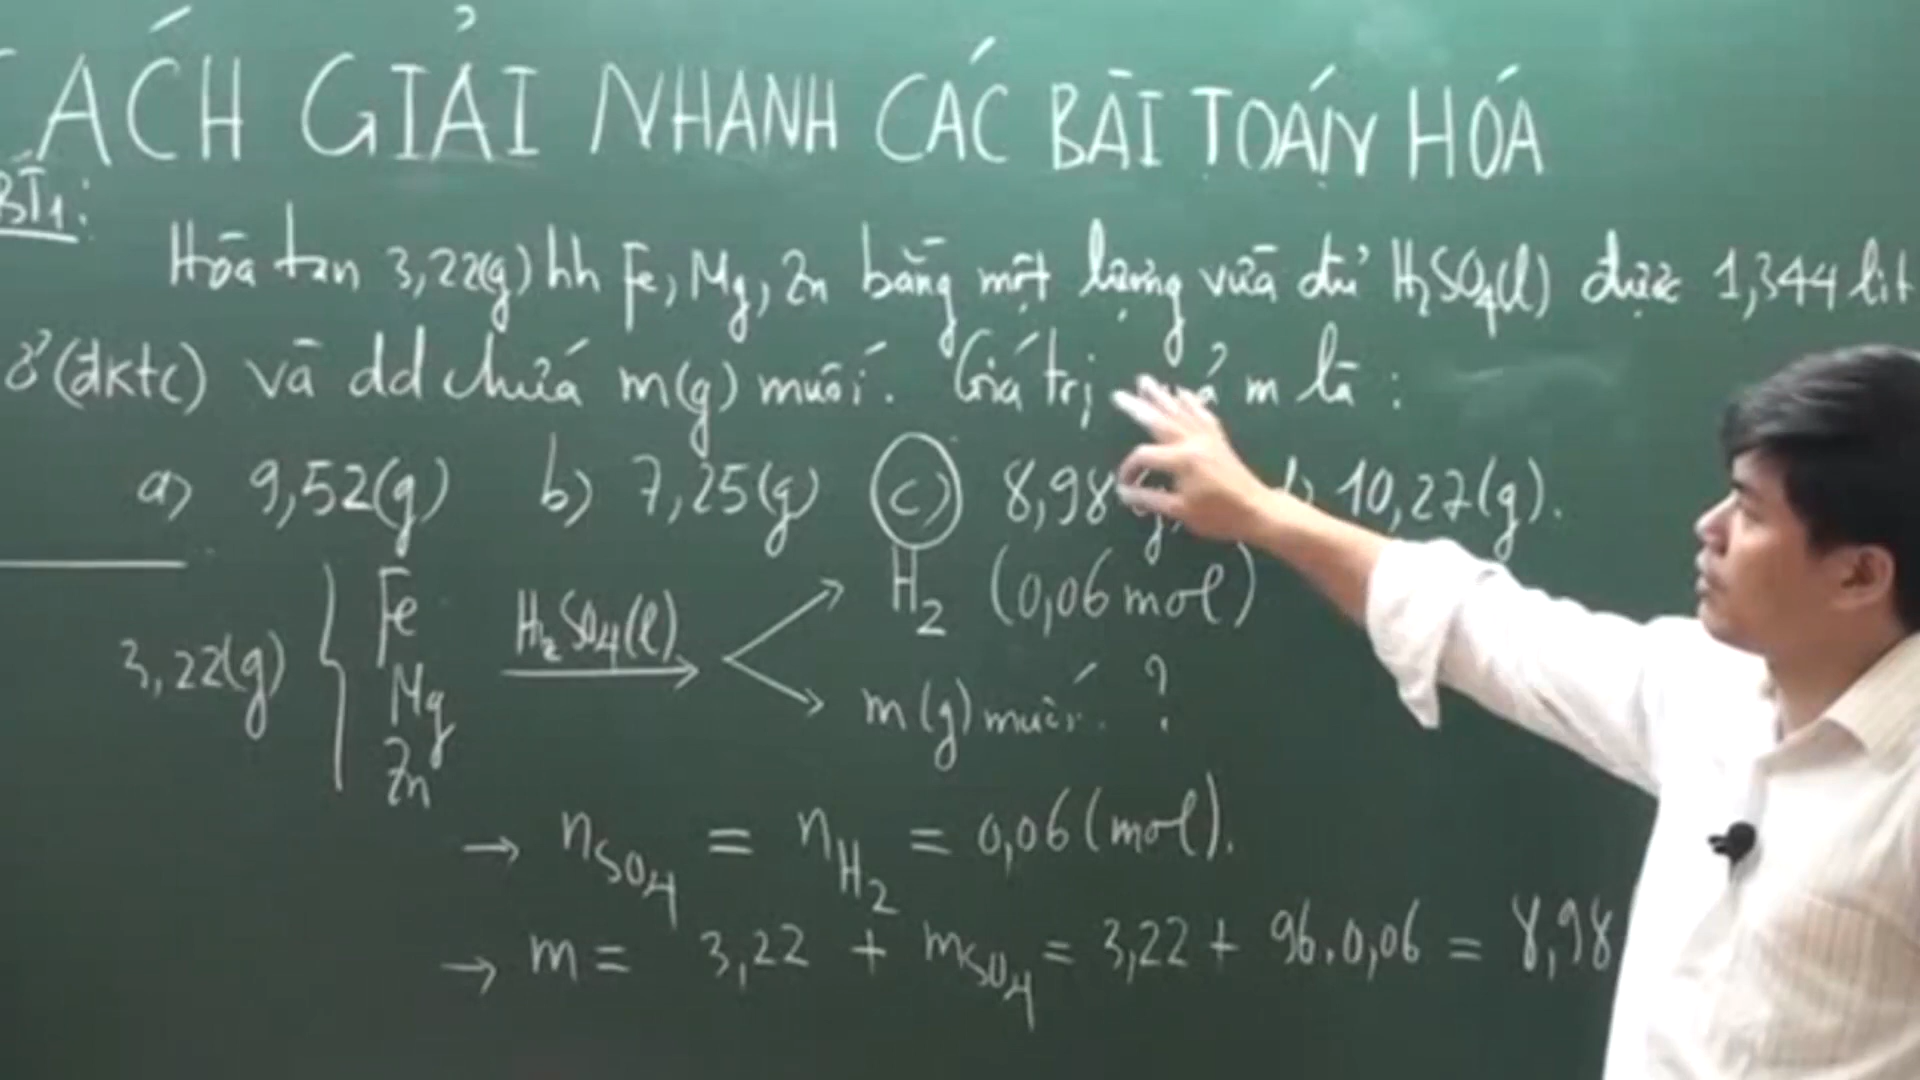 CÁCH GIẢI NHANH CÁC BÀI TOÁN HÓA
BT1:
Hòa tan 3,22(g) hh Fe, Mg, Zn bằng một lượng vừa đủ H₂SO₄(l) được 1,344 lit
ở (đktc) và dd chứa m(g) muối. Giá trị của m là:
a) 9,52(g) b) 7,25(g) c) 8,98(g) d) 10,27(g).
3,22(g) { Fe Mg Zn
H₂SO₄(l) →
H₂ (0,06 mol)
m(g) muối. ?
→ nSO₄ = nH₂ = 0,06 (mol).
→ m = 3,22 + mSO₄ = 3,22 + 96.0,06 = 8,98